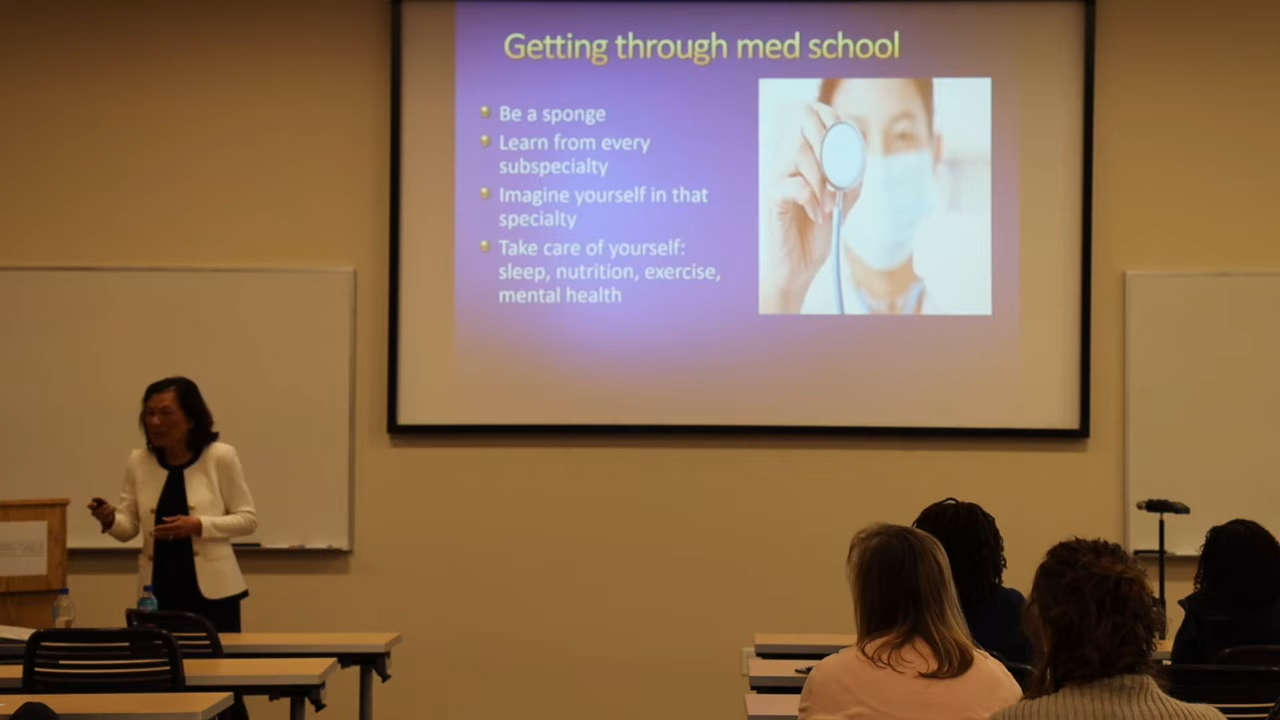 Getting through med school
Be a sponge
Learn from every
subspecialty
Imagine yourself in that
specialty
Take care of yourself:
sleep, nutrition, exercise,
mental health